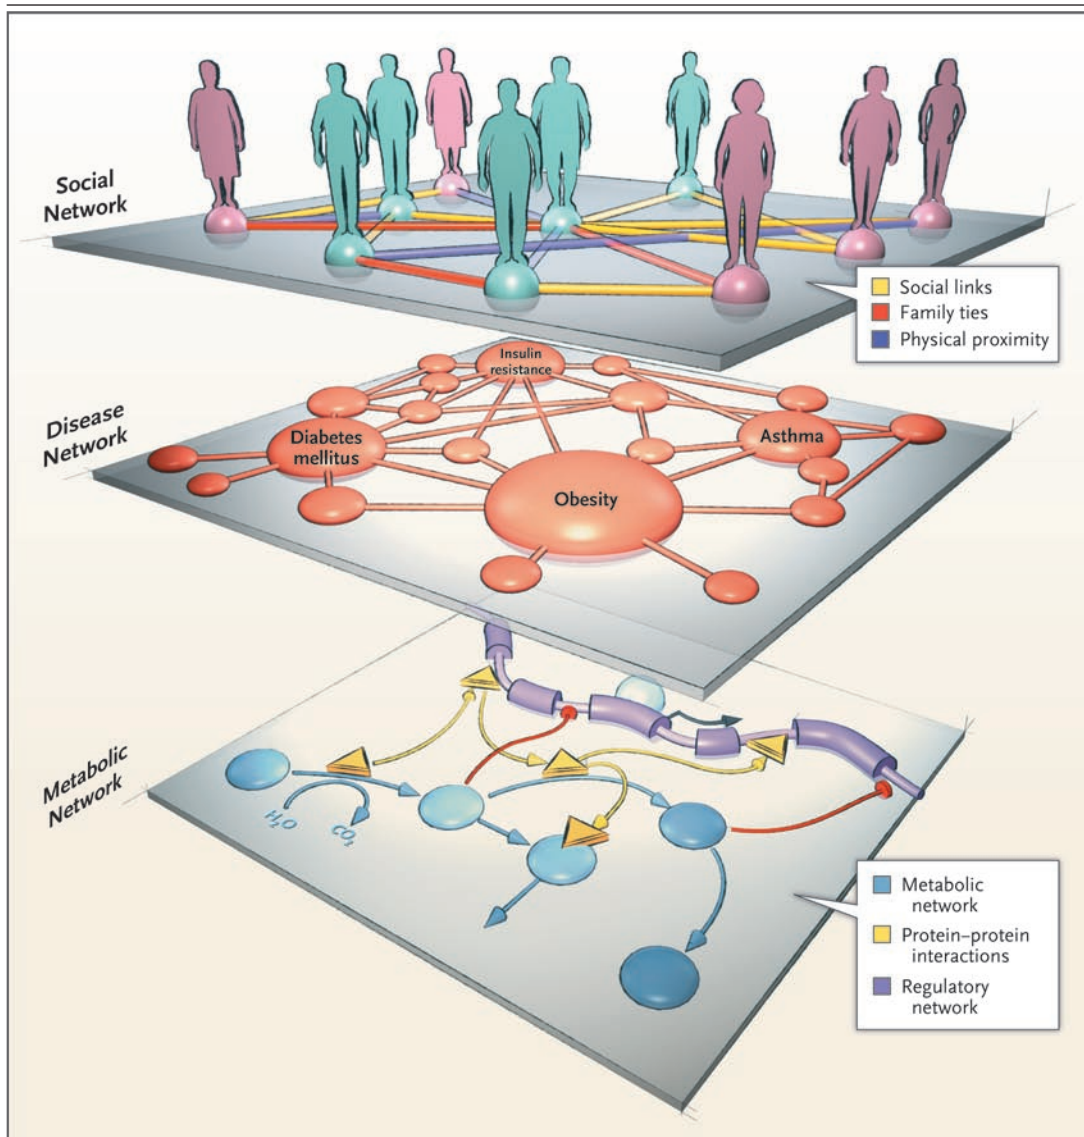 Social
Network
Social links
Family ties
Physical proximity
Disease
Network
Insulin
resistance
Diabetes
mellitus
Asthma
Obesity
Metabolic
Network
H₂O
CO₂
Metabolic
network
Protein–protein
interactions
Regulatory
network